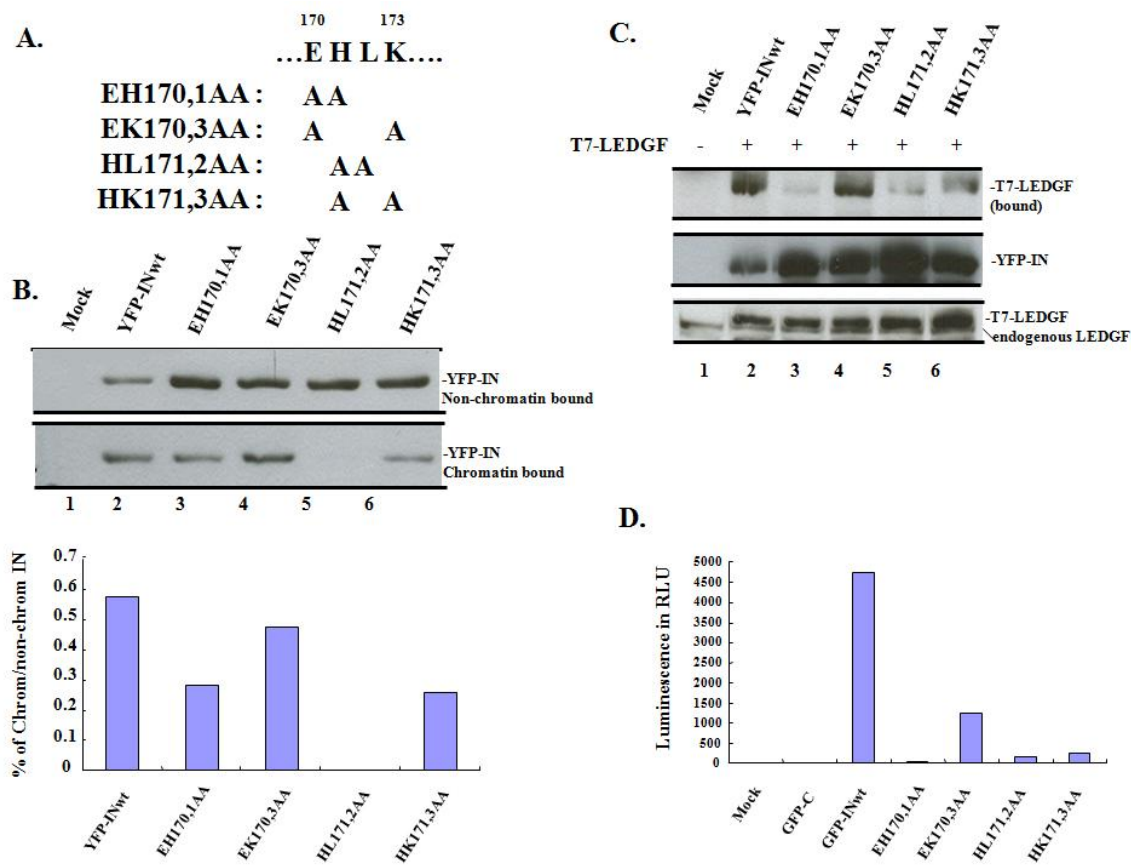 A.
170 173
...E H L K....
EH170,1AA : A A
EK170,3AA : A A
HL171,2AA : A A
HK171,3AA : A A
B.
Mock YFP-INwt EH170,1AA EK170,3AA HL171,2AA HK171,3AA
-YFP-IN
Non-chromatin bound
-YFP-IN
Chromatin bound
1 2 3 4 5 6
% of Chrom/non-chrom IN
0.7
0.6
0.5
0.4
0.3
0.2
0.1
0
YFP-INwt EH170,1AA EK170,3AA HL171,2AA HK171,3AA
C.
Mock YFP-INwt EH170,1AA EK170,3AA HL171,2AA HK171,3AA
T7-LEDGF - + + + + +
-T7-LEDGF
(bound)
-YFP-IN
-T7-LEDGF
endogenous LEDGF
1 2 3 4 5 6
D.
Luminescence in RLU
5000
4500
4000
3500
3000
2500
2000
1500
1000
500
0
Mock GFP-C GFP-INwt EH170,1AA EK170,3AA HL171,2AA HK171,3AA